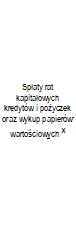 Spłaty rat
kapitałowych
kredytów i pożyczek
oraz wykup papierów
wartościowych x